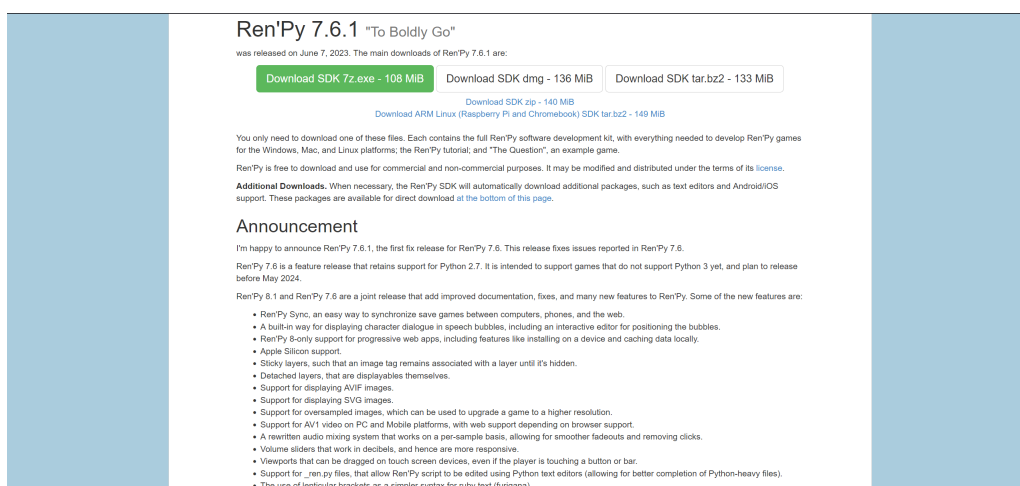 Ren'Py 7.6.1 "To Boldly Go"
was released on June 7, 2023. The main downloads of Ren'Py 7.6.1 are:
Download SDK 7z.exe - 108 MiB Download SDK dmg - 136 MiB Download SDK tar.bz2 - 133 MiB
Download SDK zip - 140 MiB
Download ARM Linux (Raspberry Pi and Chromebook) SDK tar.bz2 - 149 MiB
You only need to download one of these files. Each contains the full Ren'Py software development kit, with everything needed to develop Ren'Py games
for the Windows, Mac, and Linux platforms; the Ren'Py tutorial; and "The Question", an example game.
Ren'Py is free to download and use for commercial and non-commercial purposes. It may be modified and distributed under the terms of its license.
Additional Downloads. When necessary, the Ren'Py SDK will automatically download additional packages, such as text editors and Android/iOS
support. These packages are available for direct download at the bottom of this page.
Announcement
I'm happy to announce Ren'Py 7.6.1, the first fix release for Ren'Py 7.6. This release fixes issues reported in Ren'Py 7.6.
Ren'Py 7.6 is a feature release that retains support for Python 2.7. It is intended to support games that do not support Python 3 yet, and plan to release
before May 2024.
Ren'Py 8.1 and Ren'Py 7.6 are a joint release that add improved documentation, fixes, and many new features to Ren'Py. Some of the new features are:
• Ren'Py Sync, an easy way to synchronize save games between computers, phones, and the web.
• A built-in way for displaying character dialogue in speech bubbles, including an interactive editor for positioning the bubbles.
• Ren'Py 8-only support for progressive web apps, including features like installing on a device and caching data locally.
• Apple Silicon support.
• Sticky layers, such that an image tag remains associated with a layer until it's hidden.
• Detached layers, that are displayables themselves.
• Support for displaying AVIF images.
• Support for displaying SVG images.
• Support for oversampled images, which can be used to upgrade a game to a higher resolution.
• Support for AV1 video on PC and Mobile platforms, with web support depending on browser support.
• A rewritten audio mixing system that works on a per-sample basis, allowing for smoother fadeouts and removing clicks.
• Volume sliders that work in decibels, and hence are more responsive.
• Viewports that can be dragged on touch screen devices, even if the player is touching a button or bar.
• Support for _ren.py files, that allow Ren'Py script to be edited using Python text editors (allowing for better completion of Python-heavy files).
• The use of lenticular brackets as a simpler syntax for ruby text (furigana).